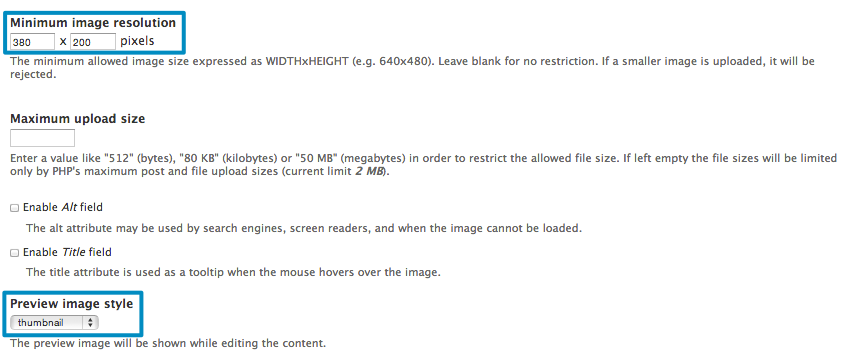 Minimum image resolution
380 x 200 pixels
The minimum allowed image size expressed as WIDTHxHEIGHT (e.g. 640x480). Leave blank for no restriction. If a smaller image is uploaded, it will be
rejected.
Maximum upload size
Enter a value like "512" (bytes), "80 KB" (kilobytes) or "50 MB" (megabytes) in order to restrict the allowed file size. If left empty the file sizes will be limited
only by PHP's maximum post and file upload sizes (current limit 2 MB).
Enable Alt field
The alt attribute may be used by search engines, screen readers, and when the image cannot be loaded.
Enable Title field
The title attribute is used as a tooltip when the mouse hovers over the image.
Preview image style
thumbnail
The preview image will be shown while editing the content.